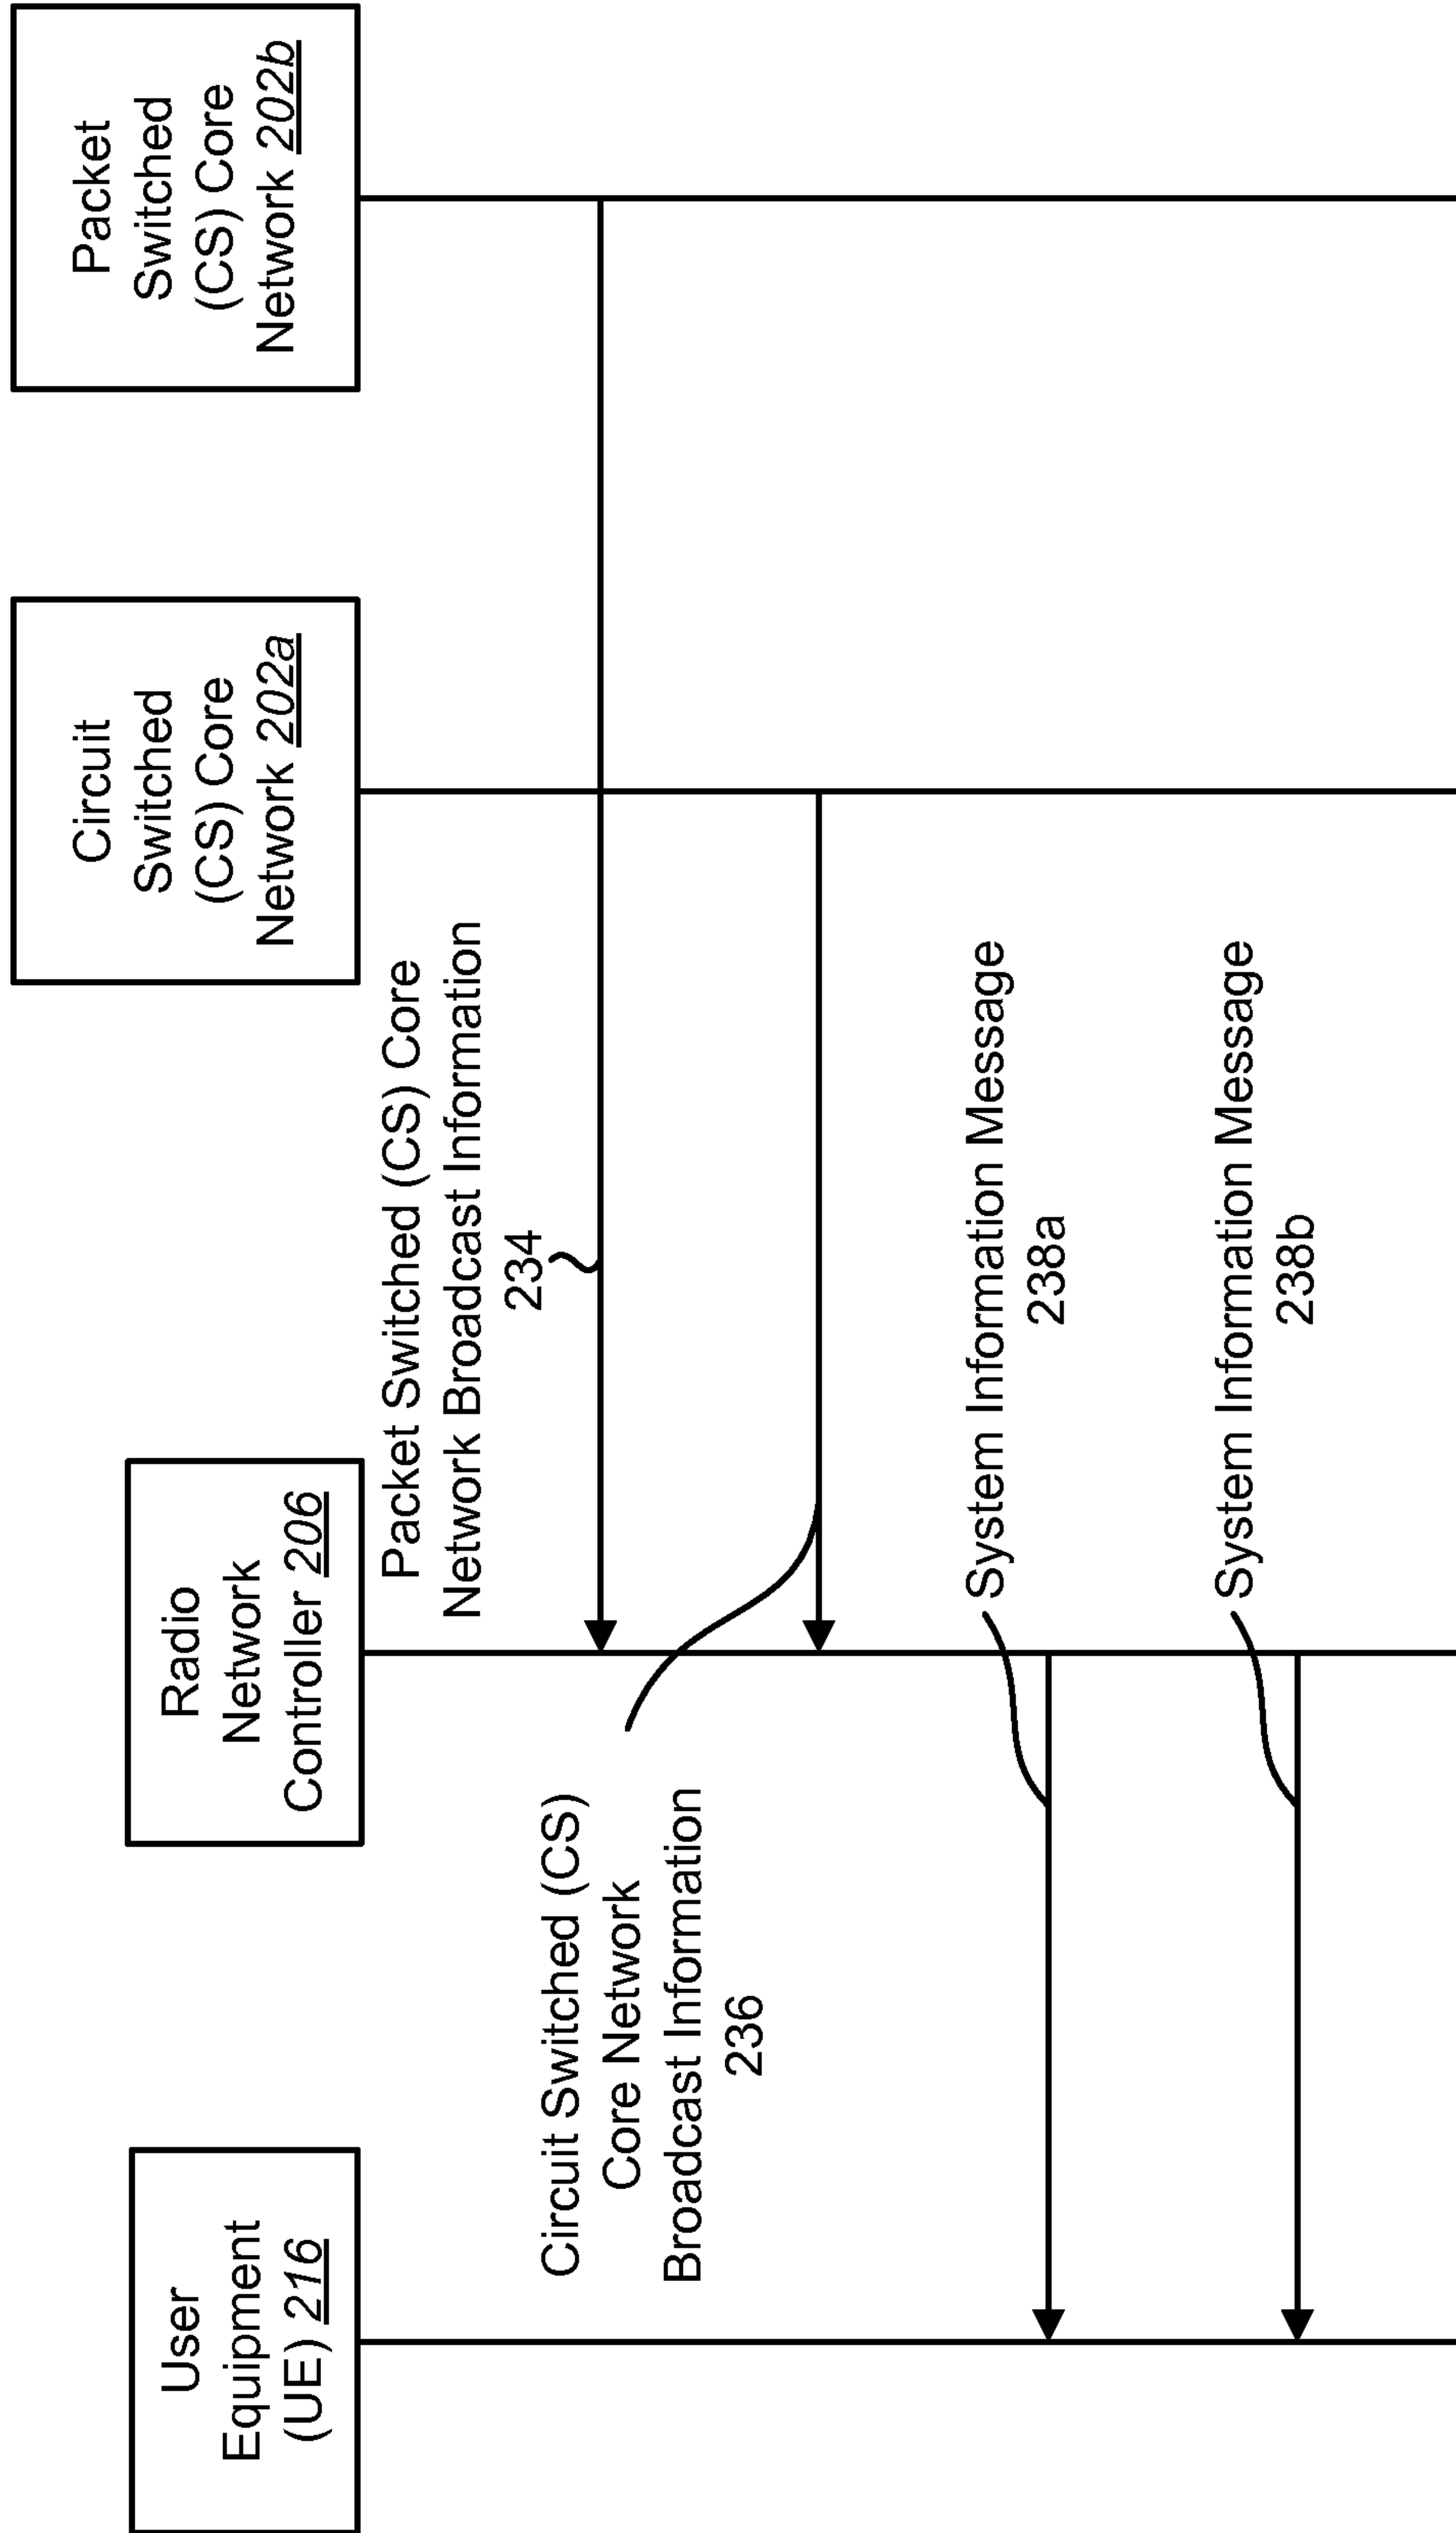 User
Equipment
(UE) 216
Radio
Network
Controller 206
Circuit
Switched
(CS) Core
Network 202a
Packet
Switched
(CS) Core
Network 202b
Packet Switched (CS) Core
Network Broadcast Information
234
Circuit Switched (CS)
Core Network
Broadcast Information
236
System Information Message
238a
System Information Message
238b